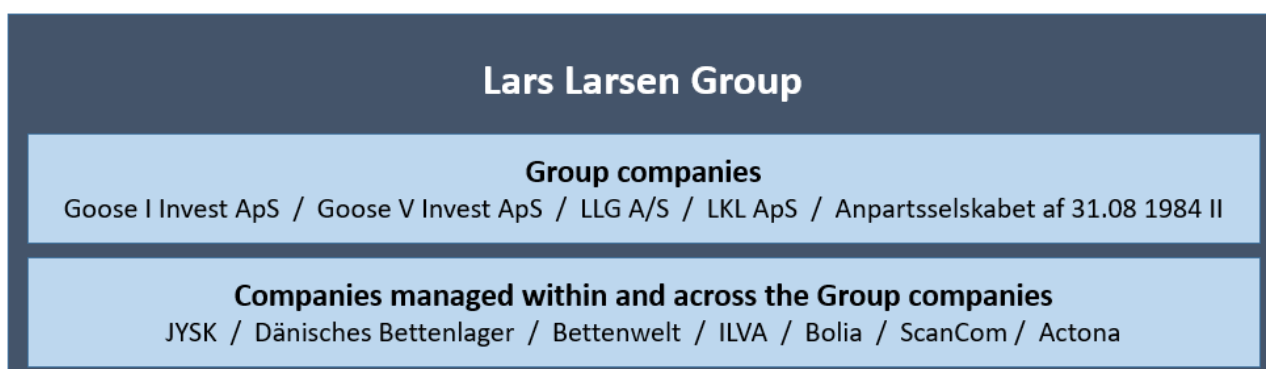 Lars Larsen Group
Group companies
Goose I Invest ApS / Goose V Invest ApS / LLG A/S / LKL ApS / Anpartsselskabet af 31.08 1984 II
Companies managed within and across the Group companies
JYSK / Dänisches Bettenlager / Bettenwelt / ILVA / Bolia / ScanCom / Actona